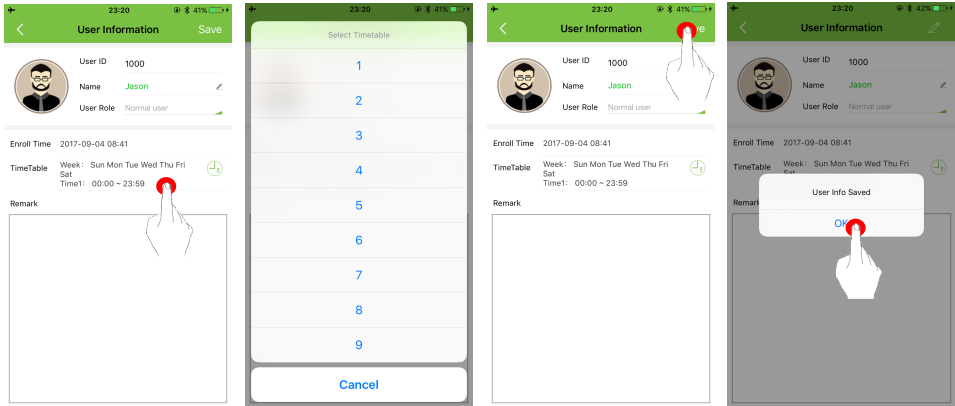 23:20
41%
User Information
Save
User ID
1000
Name
Jason
User Role
Normal user
Enroll Time
2017-09-04 08:41
TimeTable
Week: Sun Mon Tue Wed Thu Fri
Sat
Time1: 00:00 ~ 23:59
Remark
23:20
41%
Select Timetable
1
2
3
4
5
6
7
8
9
Cancel
23:20
41%
User Information
ve
User ID
1000
Name
Jason
User Role
Normal user
Enroll Time
2017-09-04 08:41
TimeTable
Week: Sun Mon Tue Wed Thu Fri
Sat
Time1: 00:00 ~ 23:59
Remark
23:20
42%
User Information
User ID
1000
Name
Jason
User Role
Normal user
Enroll Time
2017-09-04 08:41
TimeTable
Week: Sun Mon Tue Wed Thu Fri
Remark
User Info Saved
OK